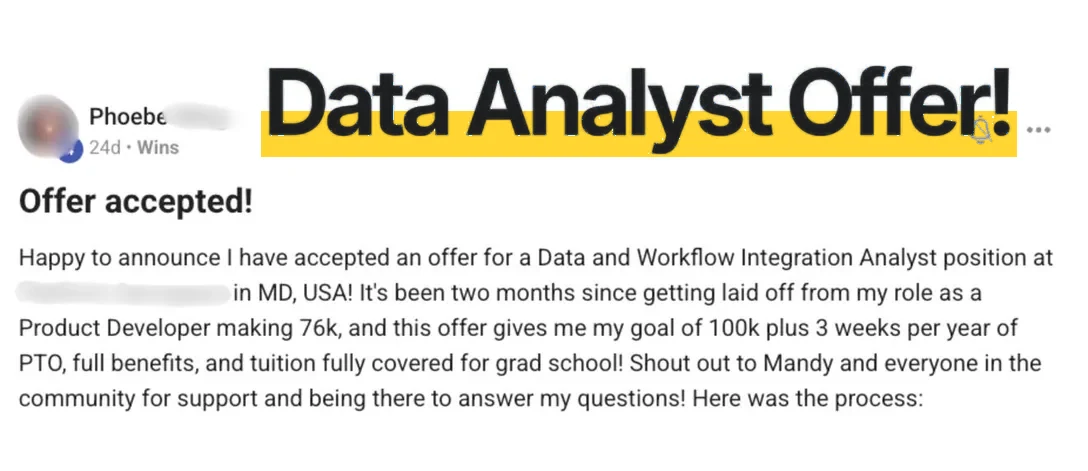 Data Analyst Offer!
Phoebe
24d • Wins
Offer accepted!
Happy to announce I have accepted an offer for a Data and Workflow Integration Analyst position at
in MD, USA! It's been two months since getting laid off from my role as a
Product Developer making 76k, and this offer gives me my goal of 100k plus 3 weeks per year of
PTO, full benefits, and tuition fully covered for grad school! Shout out to Mandy and everyone in the
community for support and being there to answer my questions! Here was the process: